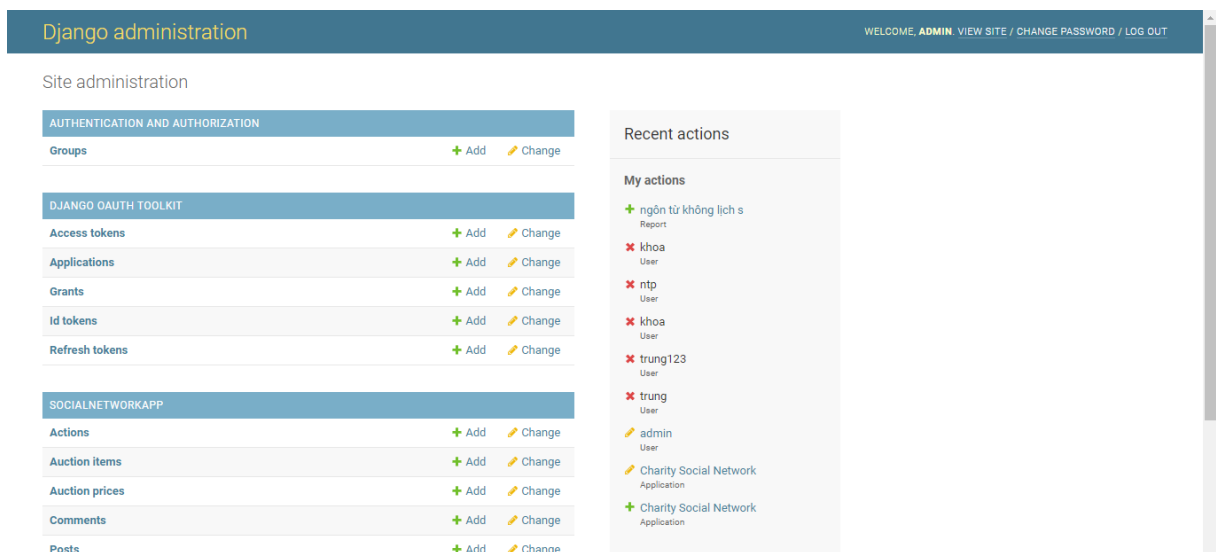 Django administration
WELCOME, ADMIN. VIEW SITE / CHANGE PASSWORD / LOG OUT
Site administration
AUTHENTICATION AND AUTHORIZATION
Groups + Add Change
DJANGO OAUTH TOOLKIT
Access tokens + Add Change
Applications + Add Change
Grants + Add Change
Id tokens + Add Change
Refresh tokens + Add Change
SOCIALNETWORKAPP
Actions + Add Change
Auction items + Add Change
Auction prices + Add Change
Comments + Add Change
Posts + Add Change
Recent actions
My actions
+ ngôn từ không lịch s
Report
khoa
User
ntp
User
khoa
User
trung123
User
trung
User
admin
User
Charity Social Network
Application
+ Charity Social Network
Application